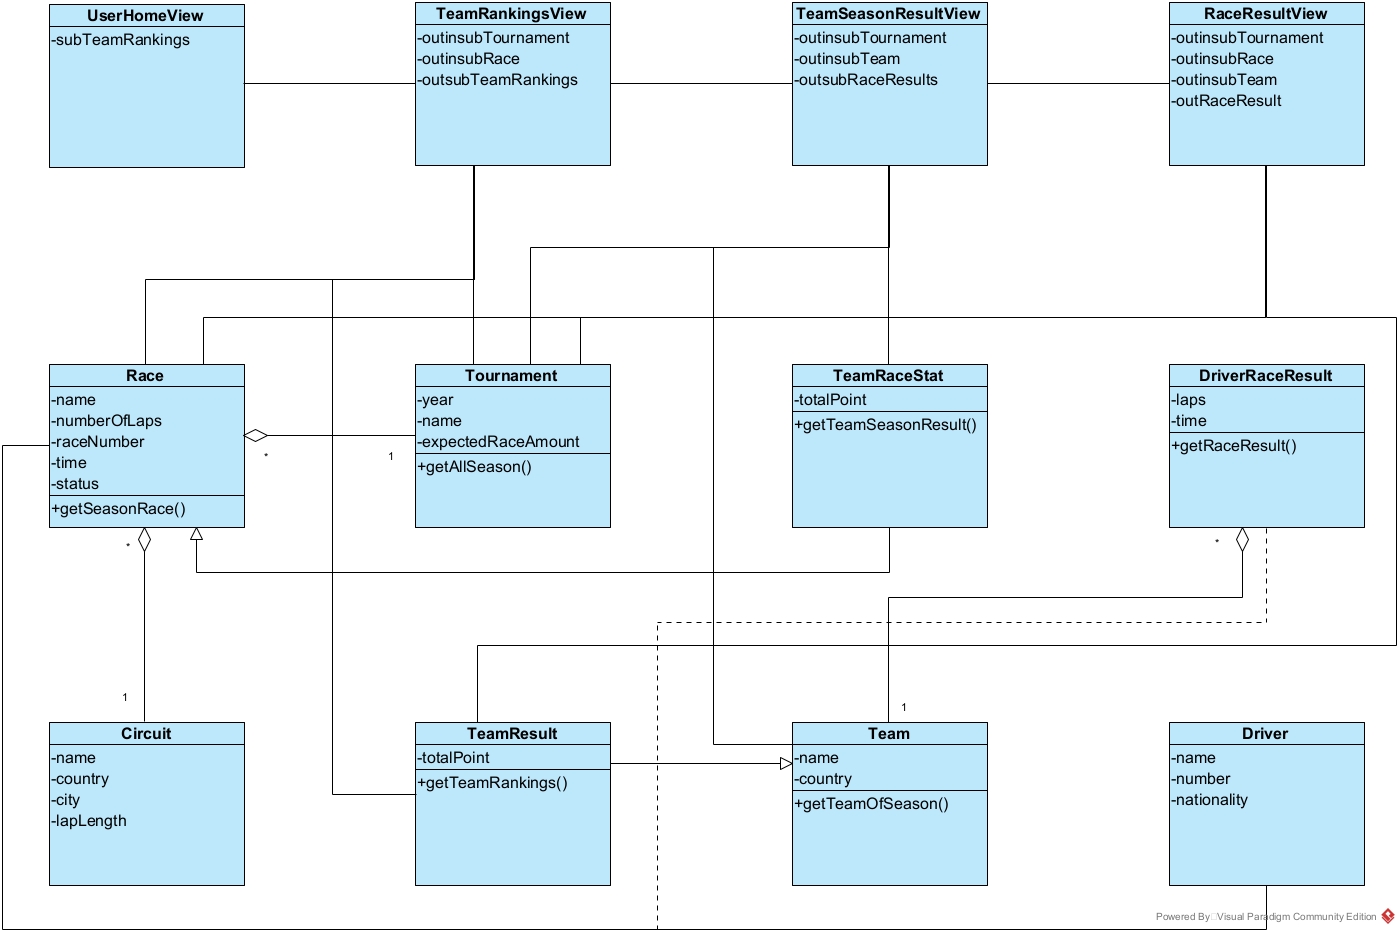 UserHomeView
-subTeamRankings
TeamRankingsView
-outinsubTournament
-outinsubRace
-outsubTeamRankings
TeamSeasonResultView
-outinsubTournament
-outinsubTeam
-outsubRaceResults
RaceResultView
-outinsubTournament
-outinsubRace
-outinsubTeam
-outRaceResult
Race
-name
-numberOfLaps
-raceNumber
-time
-status
+getSeasonRace()
*
1
Tournament
-year
-name
-expectedRaceAmount
+getAllSeason()
TeamRaceStat
-totalPoint
+getTeamSeasonResult()
DriverRaceResult
-laps
-time
+getRaceResult()
*
1
*
1
Circuit
-name
-country
-city
-lapLength
TeamResult
-totalPoint
+getTeamRankings()
Team
-name
-country
+getTeamOfSeason()
Driver
-name
-number
-nationality
Powered By Visual Paradigm Community Edition